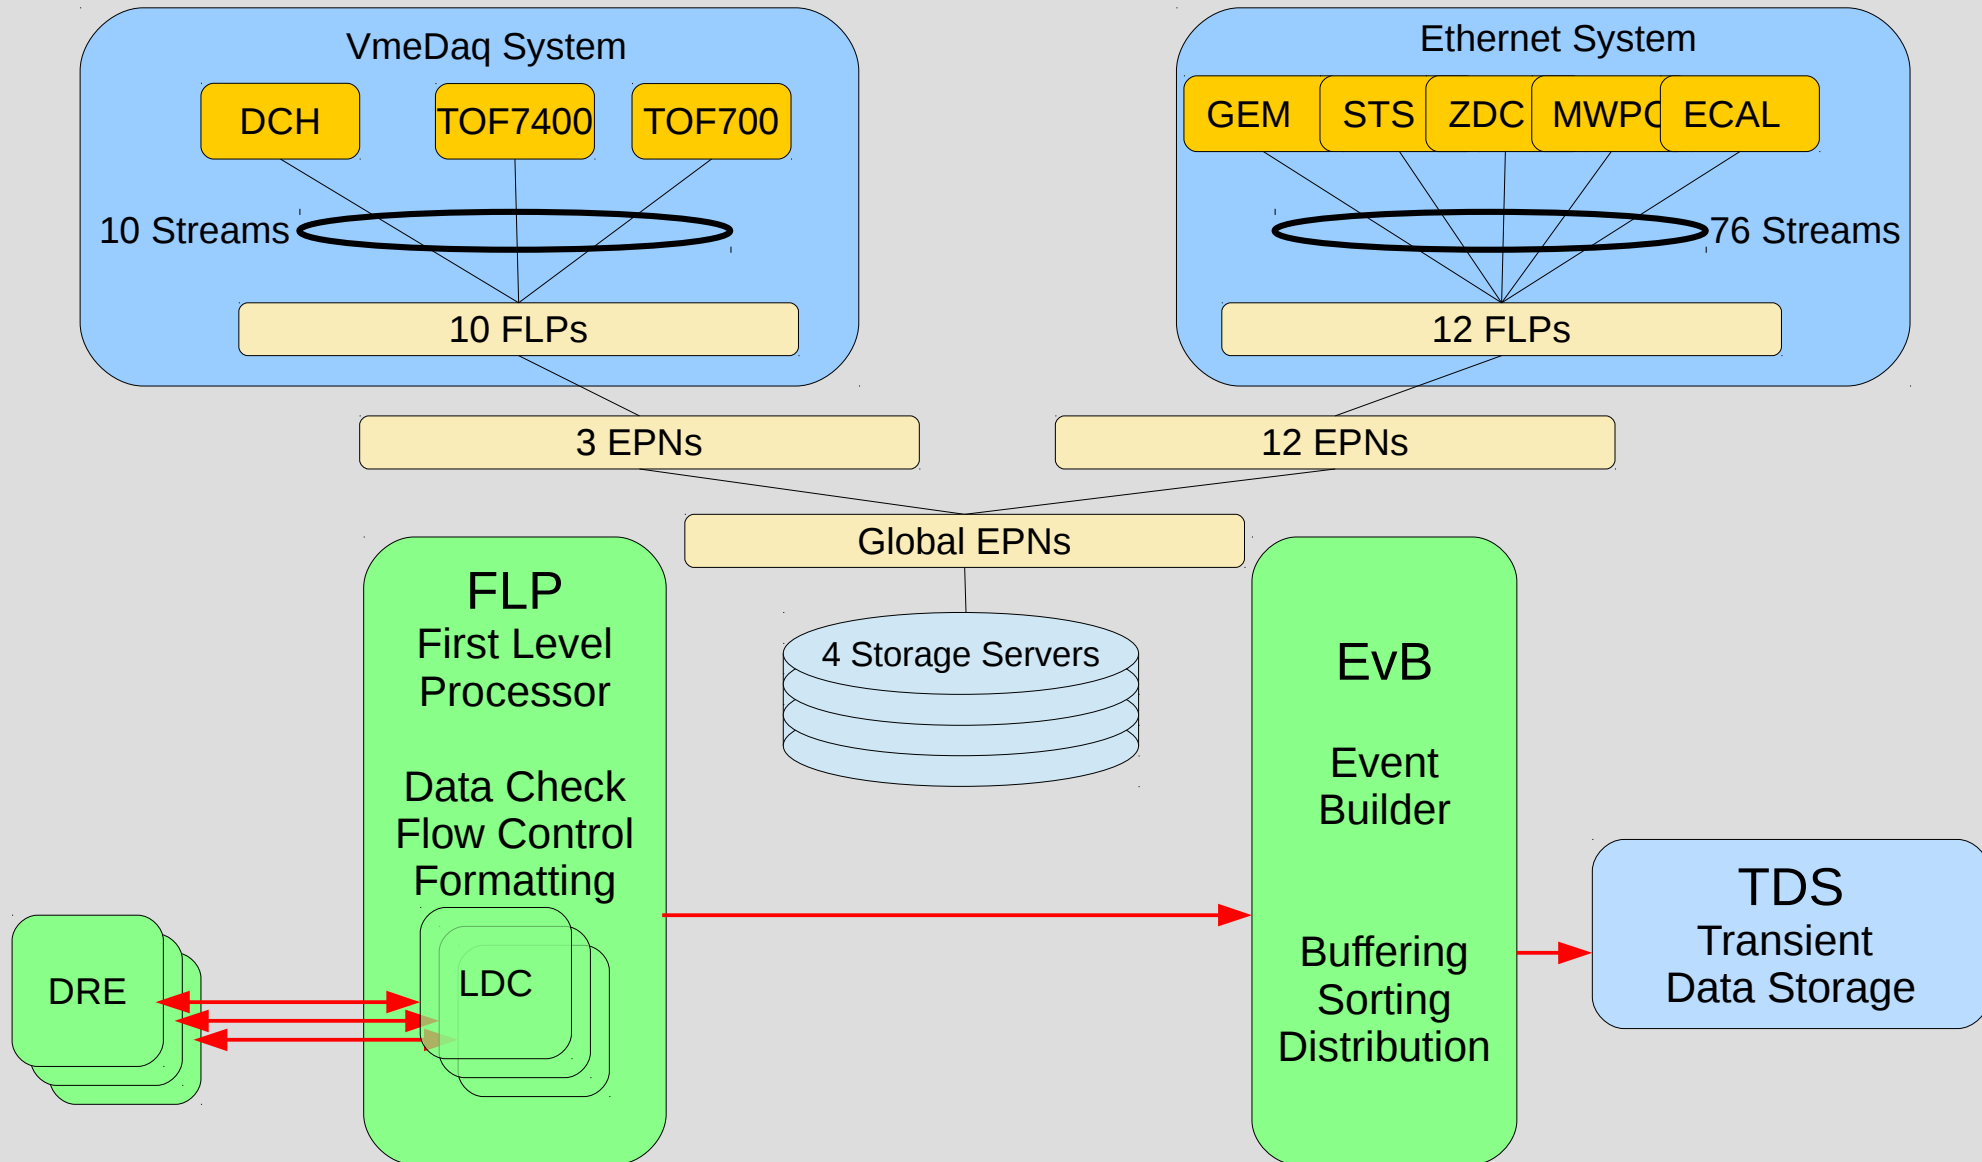 VmeDaq System
DCH
TOF7400
TOF700
10 Streams
10 FLPs
Ethernet System
GEM
STS
ZDC
MWPC
ECAL
76 Streams
12 FLPs
3 EPNs
12 EPNs
Global EPNs
4 Storage Servers
FLP
First Level
Processor
Data Check
Flow Control
Formatting
LDC
DRE
EvB
Event
Builder
Buffering
Sorting
Distribution
TDS
Transient
Data Storage